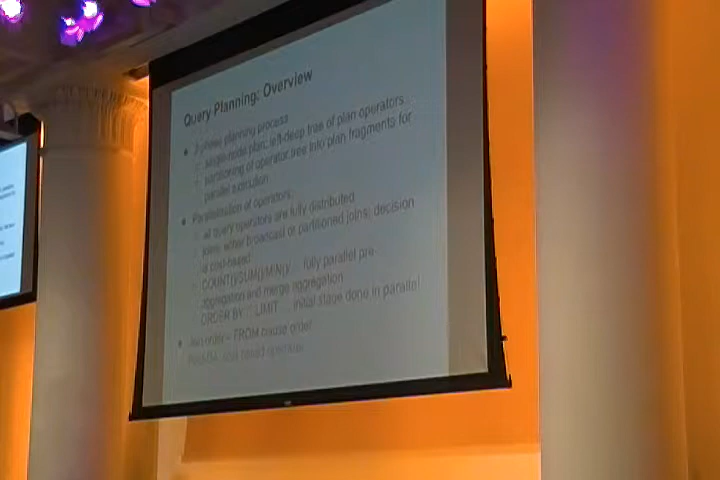 Query Planning: Overview
• 2-phase planning process
- single-node plan: left-deep tree of plan operators
- partitioning of operator tree into plan fragments for
parallel execution
• Parallelization of operators:
- all query operators are fully distributed
- joins: either broadcast or partitioned joins; decision
is cost-based
- COUNT()/SUM()/MIN()/... fully parallel pre-
aggregation and merge aggregation
- ORDER BY ... LIMIT initial stage done in parallel
• Join order = FROM clause order
cost based